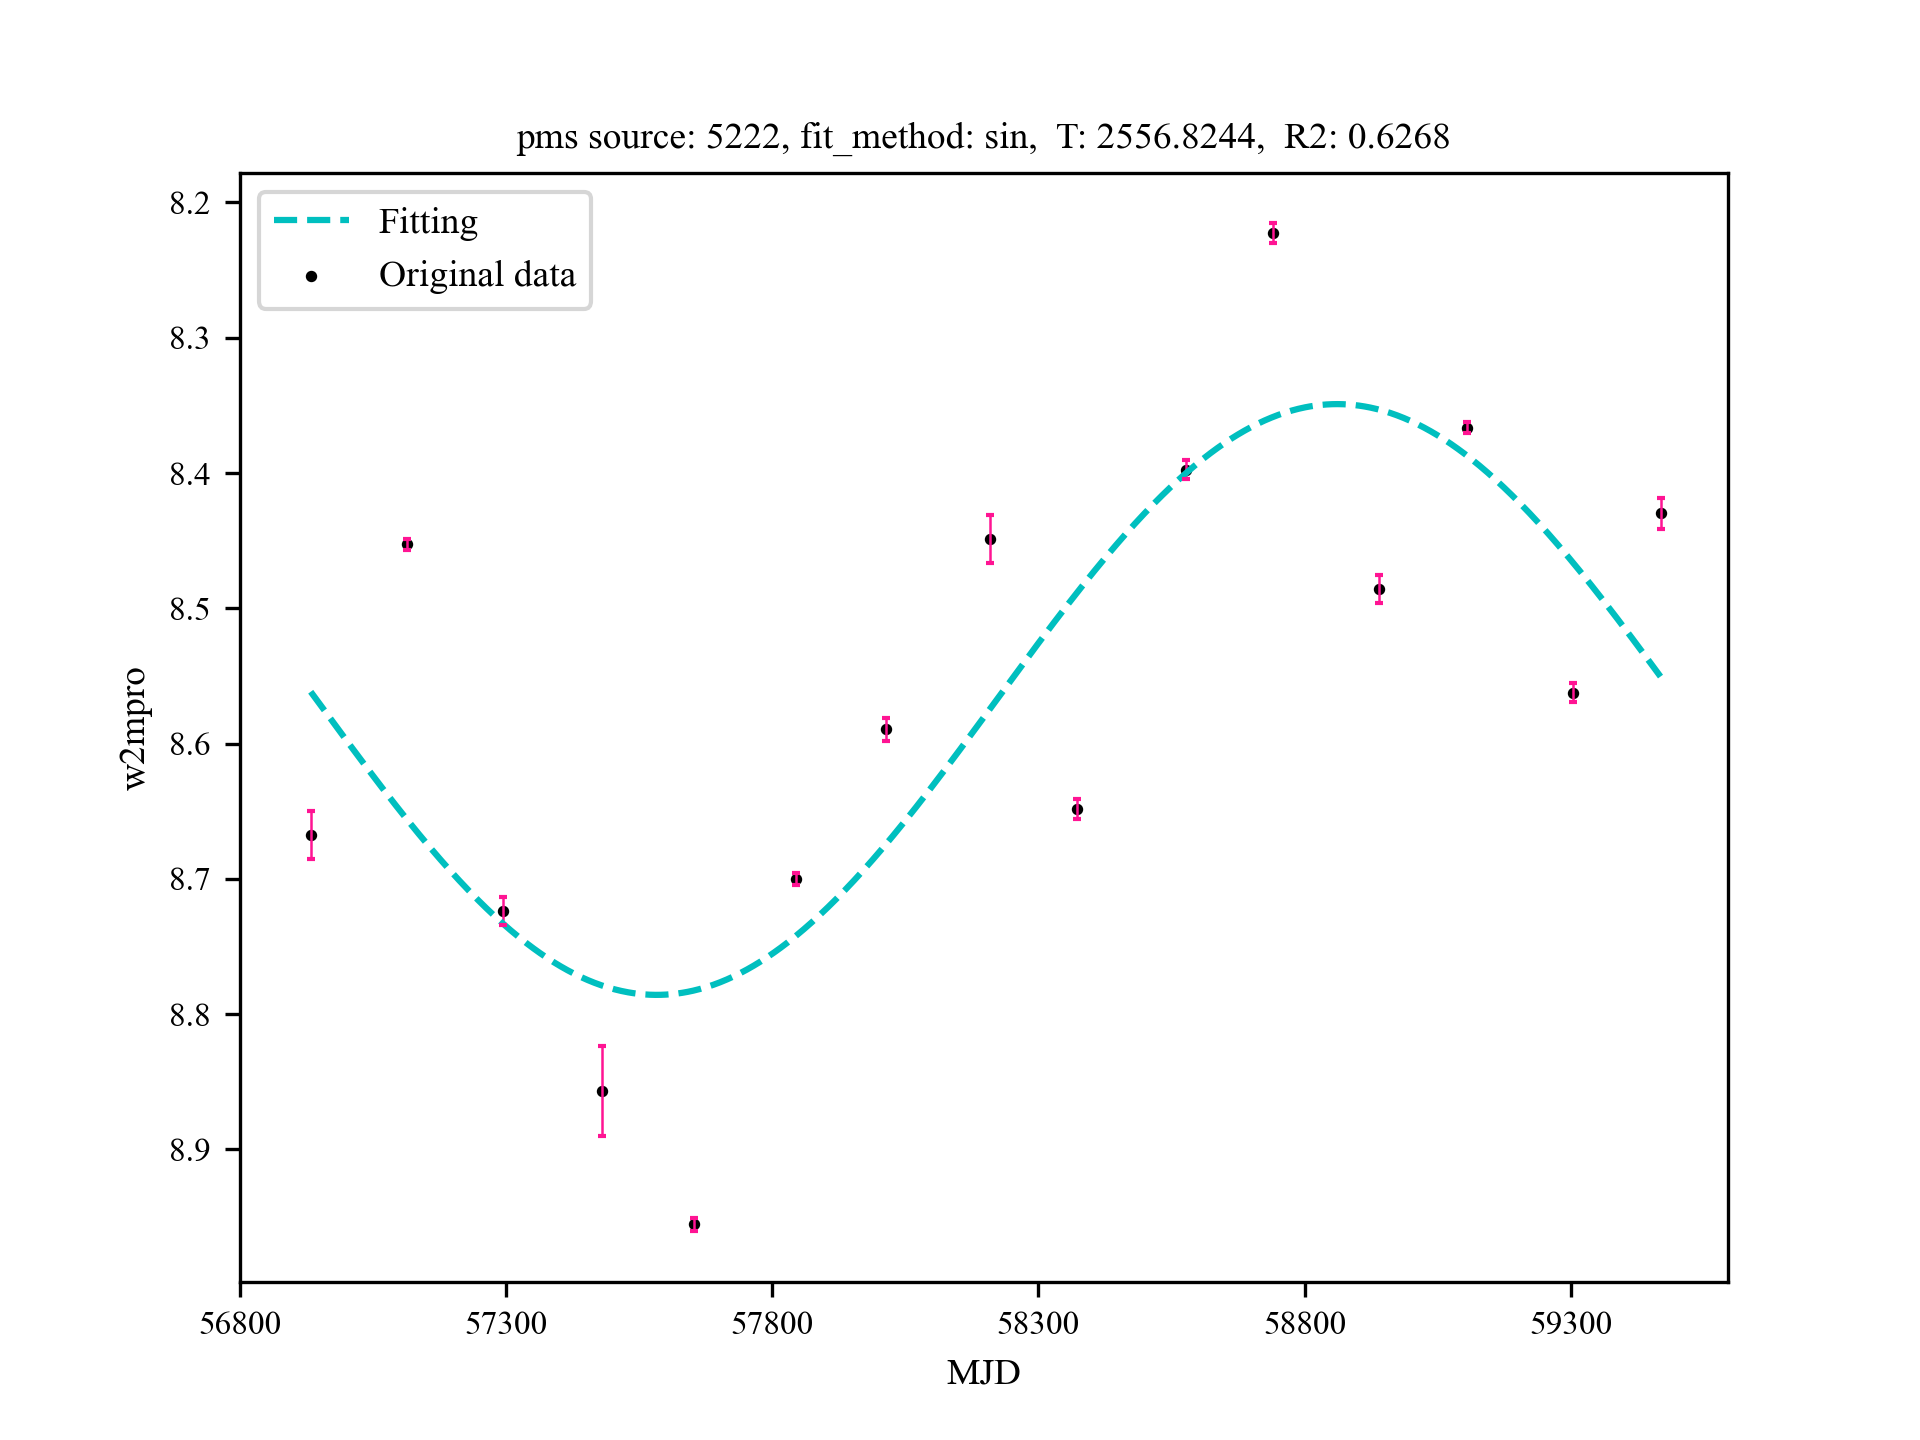 pms source: 5222, fit_method: sin,  T: 2556.8244,  R2: 0.6268
Fitting
Original data
8.2
8.3
8.4
8.5
8.6
8.7
8.8
8.9
w2mpro
56800 57300 57800 58300 58800 59300
MJD